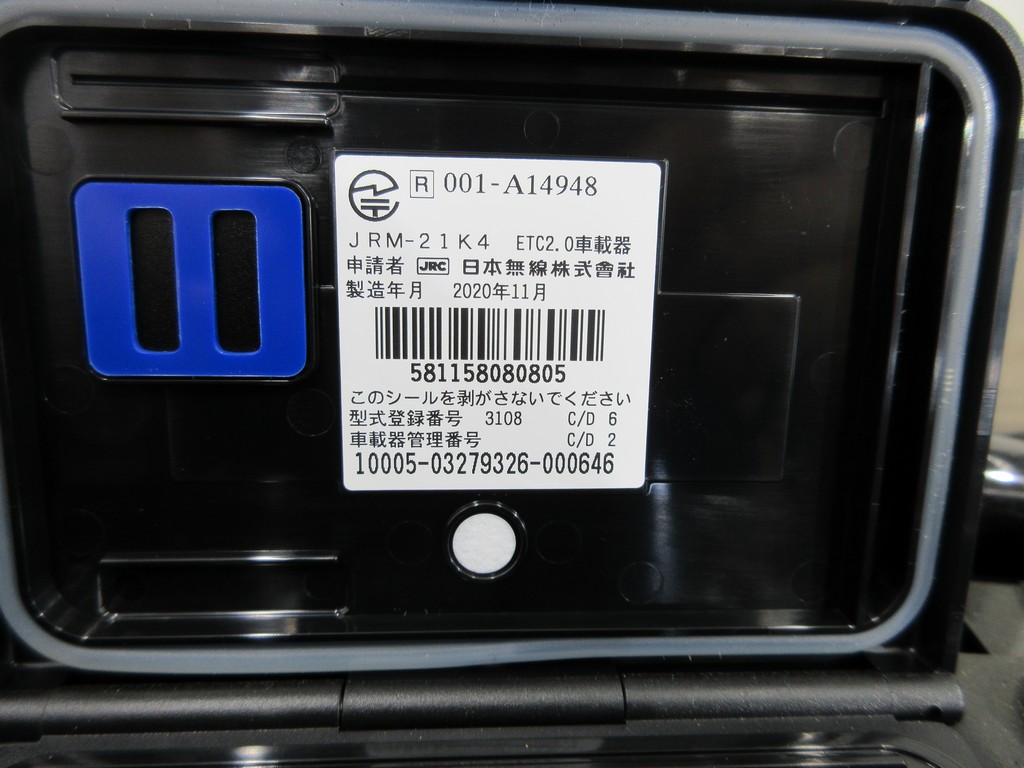 R 001-A14948
JRM-21K4 ETC2.0車載器
申請者 JRC 日本無線株式會社
製造年月 2020年11月
581158080805
このシールを剥がさないでください
型式登録番号 3108 C/D 6
車載器管理番号 C/D 2
10005-03279326-000646